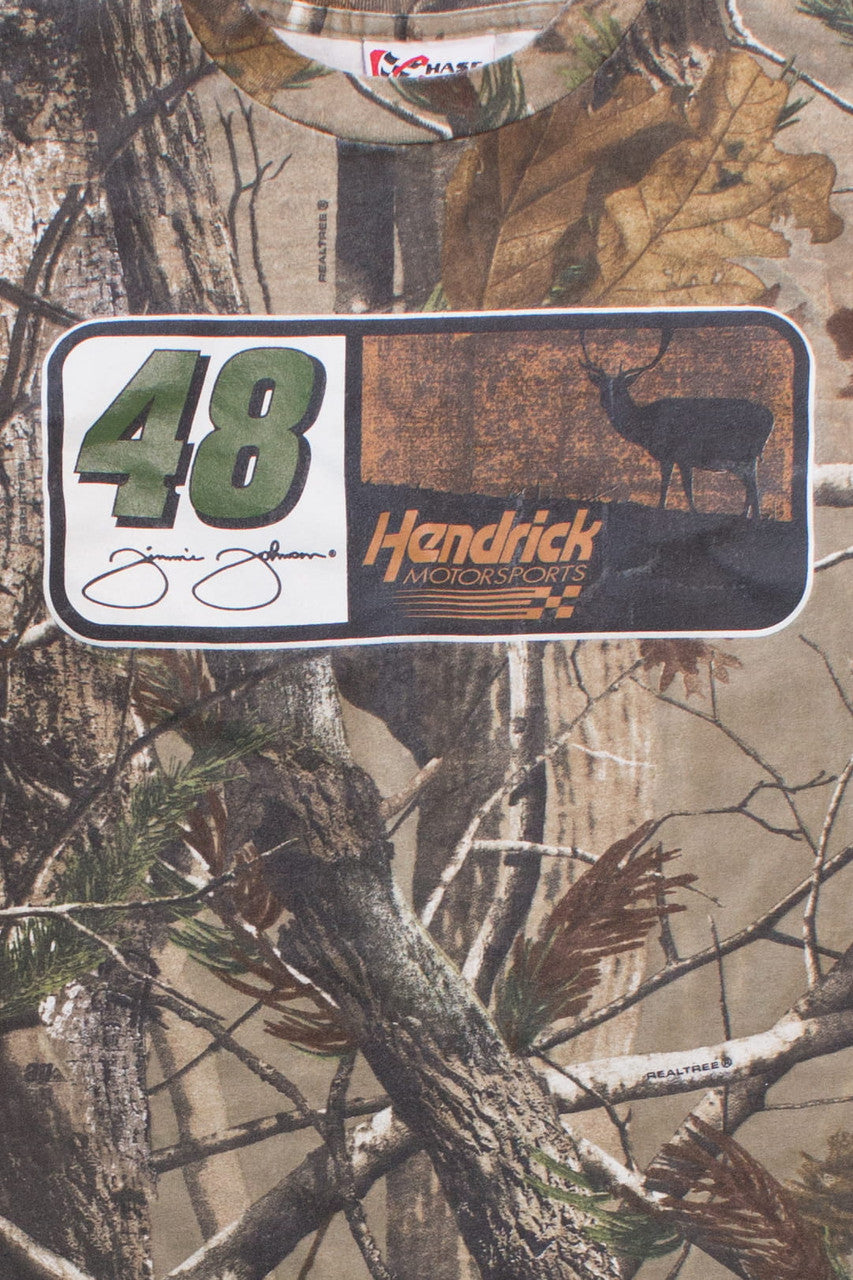 CHASE
REALTREE®
48
Jimmie Johnson®
Hendrick
MOTORSPORTS
REALTREE®